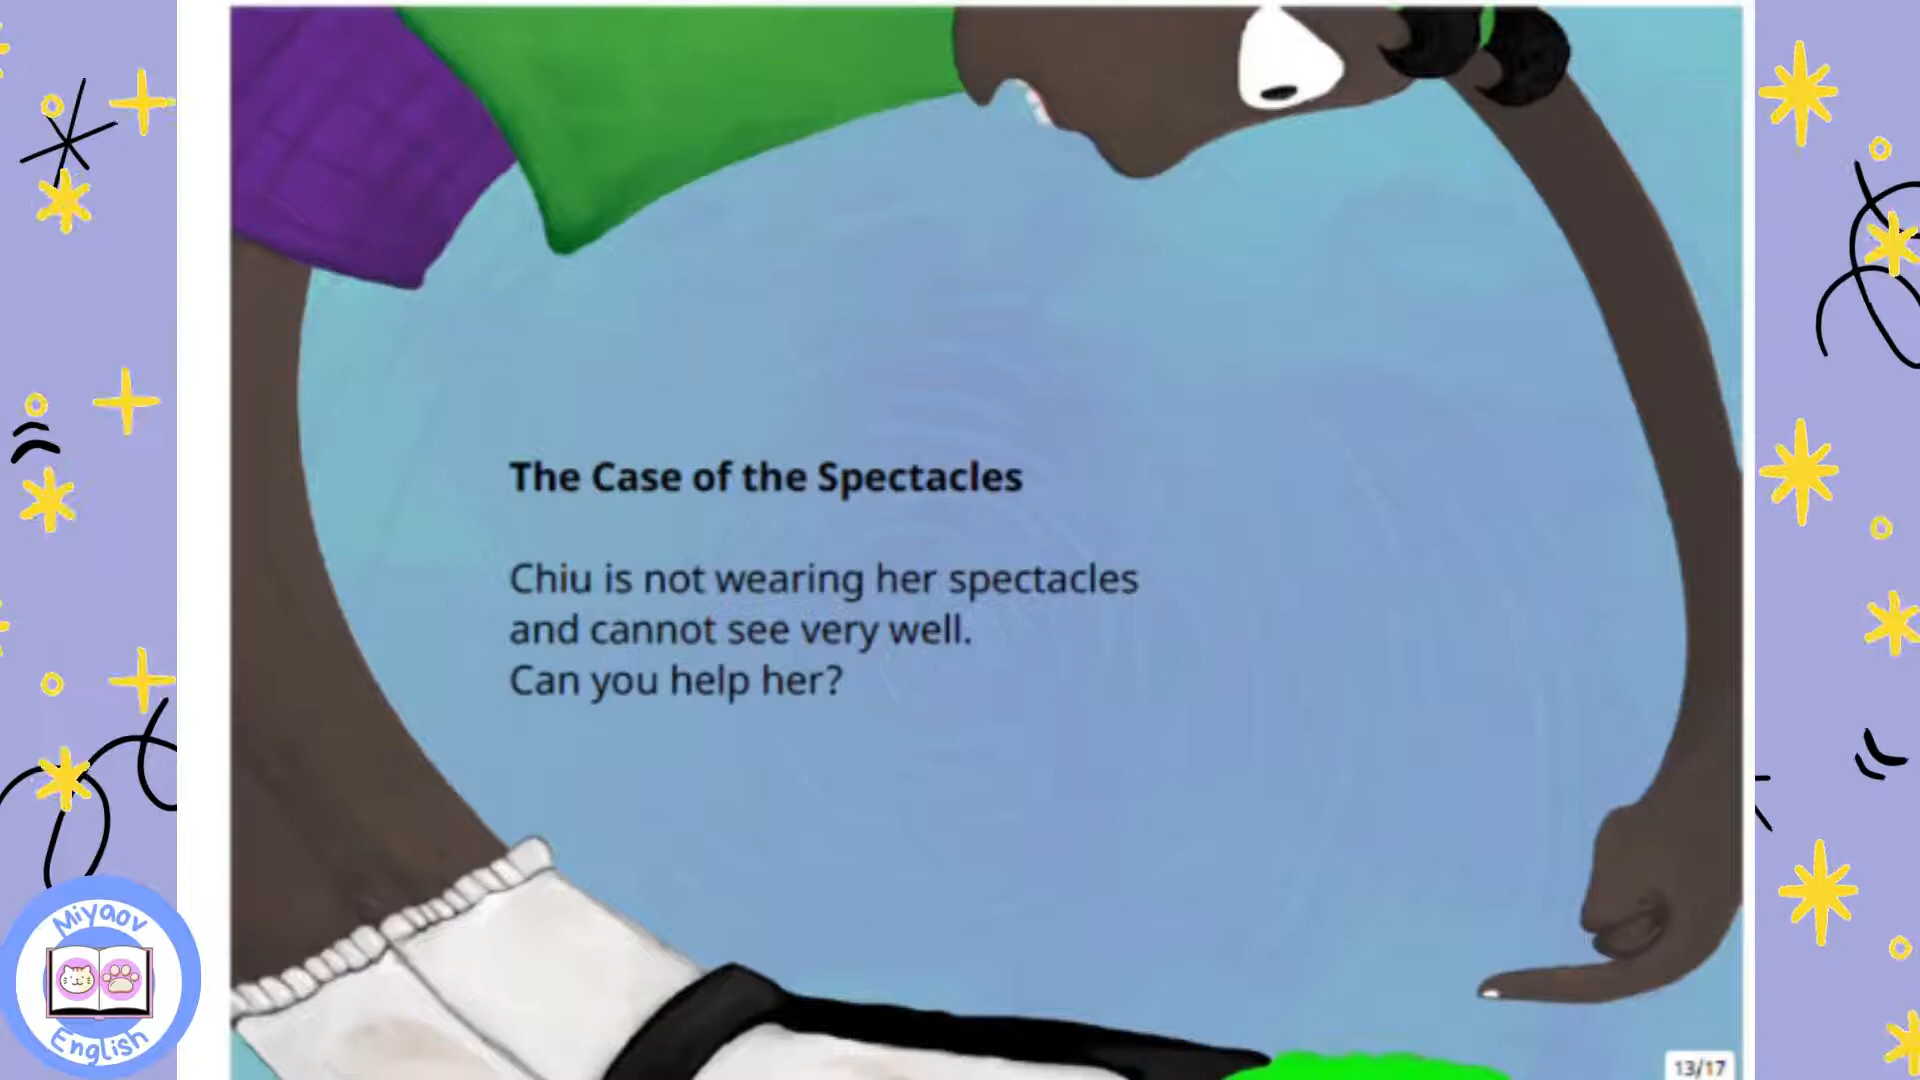 The Case of the Spectacles
Chiu is not wearing her spectacles
and cannot see very well.
Can you help her?
Miyaov
English
13/17